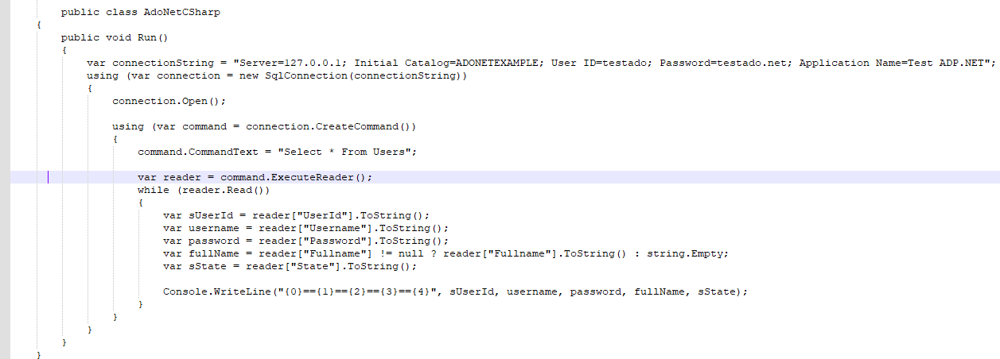 public class AdoNetCSharp
{
public void Run()
{
var connectionString = "Server=127.0.0.1; Initial Catalog=ADONETEXAMPLE; User ID=testado; Password=testado.net; Application Name=Test ADP.NET";
using (var connection = new SqlConnection(connectionString))
{
connection.Open();
using (var command = connection.CreateCommand())
{
command.CommandText = "Select * From Users";
var reader = command.ExecuteReader();
while (reader.Read())
{
var sUserId = reader["UserId"].ToString();
var username = reader["Username"].ToString();
var password = reader["Password"].ToString();
var fullName = reader["Fullname"] != null ? reader["Fullname"].ToString() : string.Empty;
var sState = reader["State"].ToString();
Console.WriteLine("{0}=={1}=={2}=={3}=={4}", sUserId, username, password, fullName, sState);
}
}
}
}
}